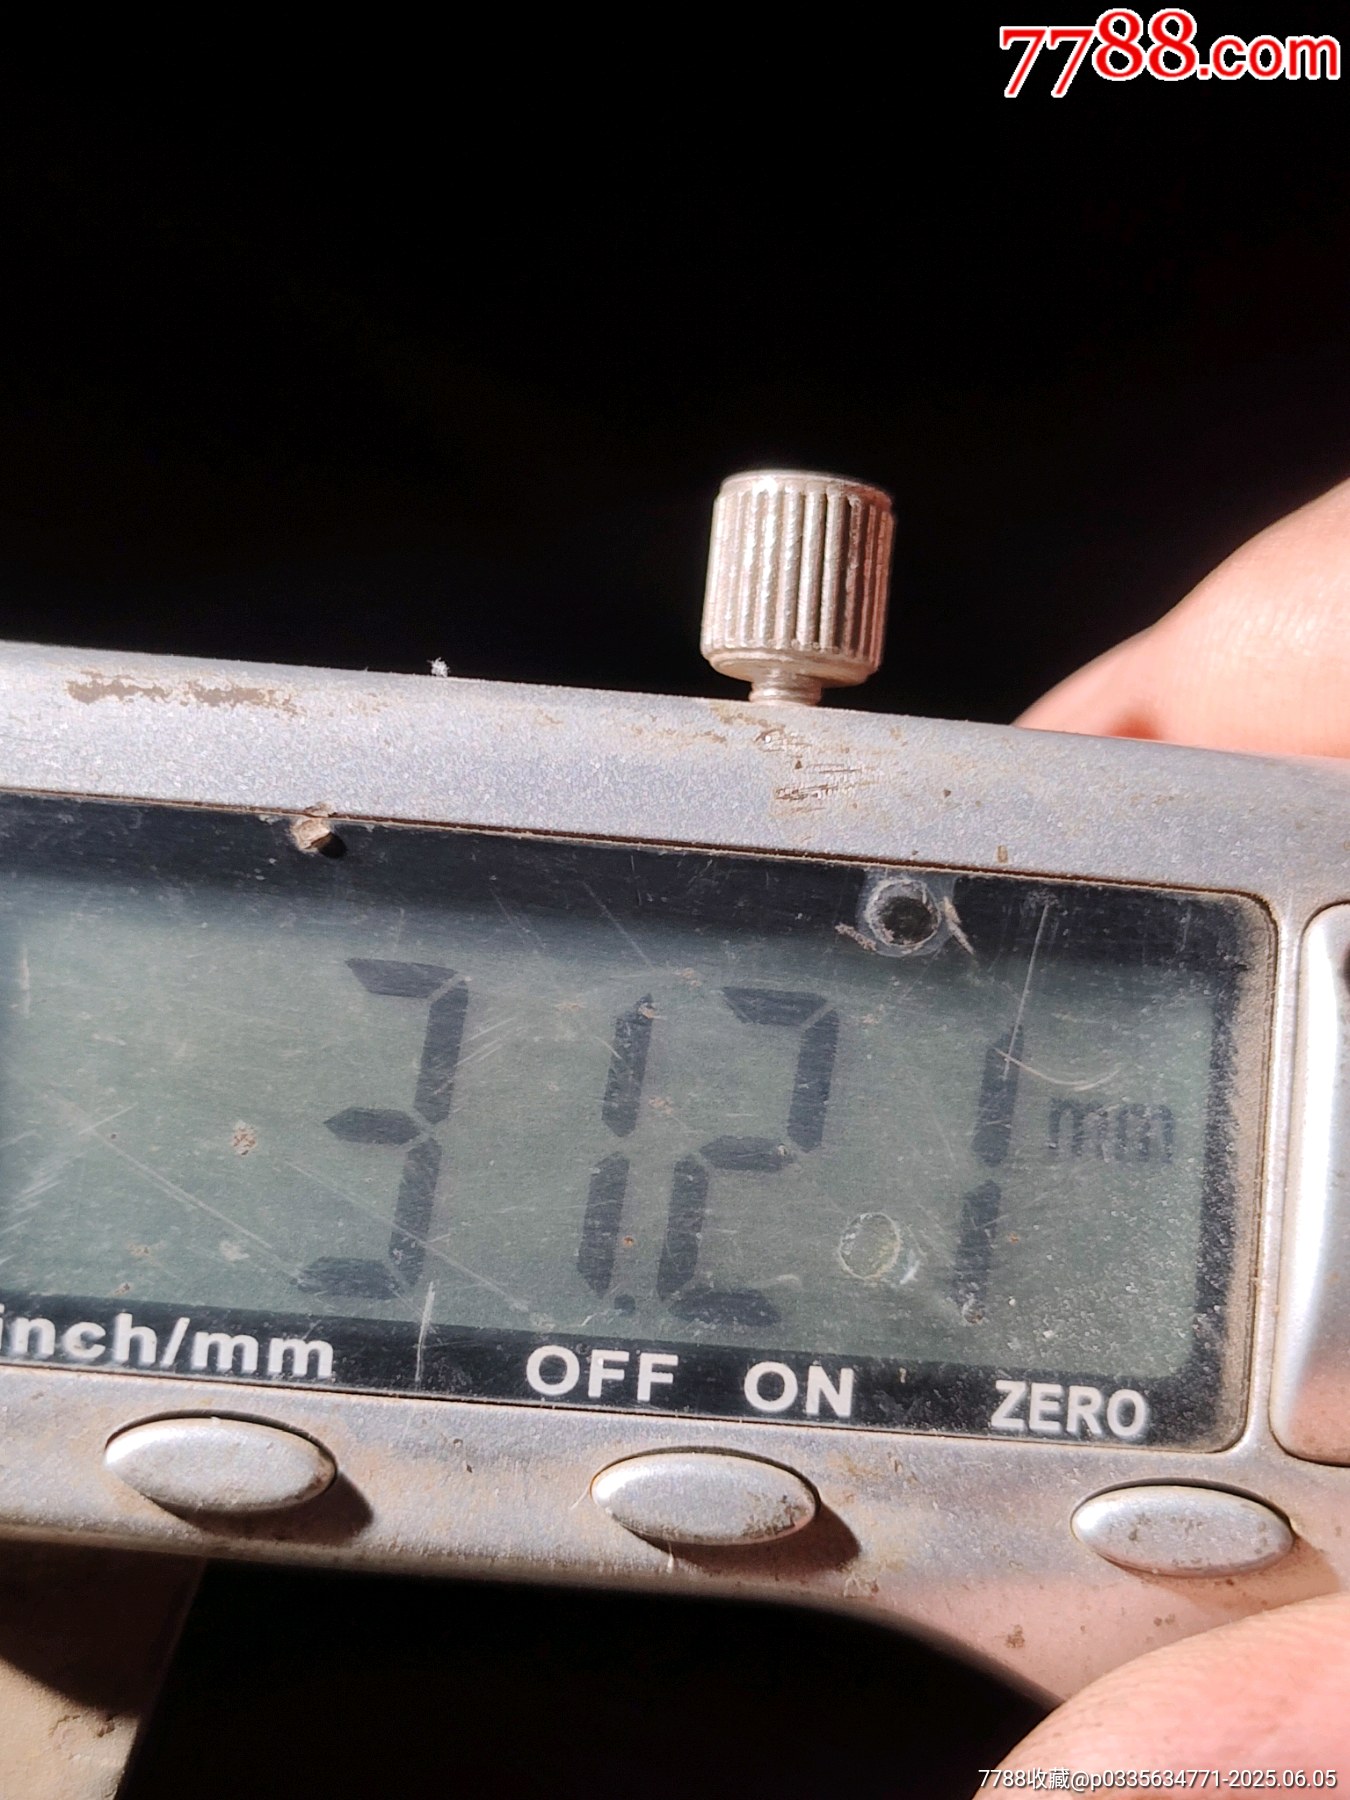 7788.com
31.21 mm
inch/mm OFF ON ZERO
7788收藏@p0335634771-2025.06.05